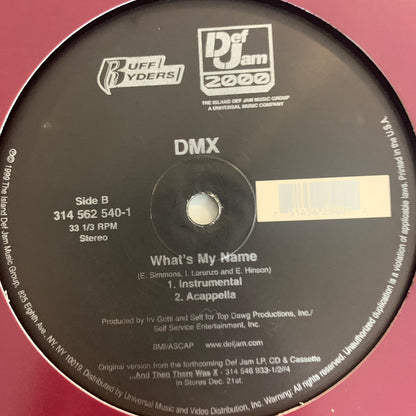 RUFF
RYDERS
Def
Jam
2000
THE ISLAND DEF JAM MUSIC GROUP
A UNIVERSAL MUSIC COMPANY
DMX
Side B
314 562 540-1
33 1/3 RPM
Stereo
What's My Name
(E. Simmons, I. Lorenzo and E. Hinson)
1. Instrumental
2. Acappella
Produced by Irv Gotti and Self for Top Dawg Productions, Inc./
Self Service Entertainment, Inc.
BMI/ASCAP www.defjam.com
Original version from the forthcoming Def Jam LP, CD & Cassette
...And Then There Was X - 314 546 933-1/2/4
In Stores Dec. 21st.
℗© 1999 The Island Def Jam Music Group, 825 Eighth Ave., NY, NY 10019. Distributed by Universal Music and Video Distribution, Inc. Warning: All rights reserved. Unauthorized duplication is a violation of applicable laws. Printed in the U.S.A.